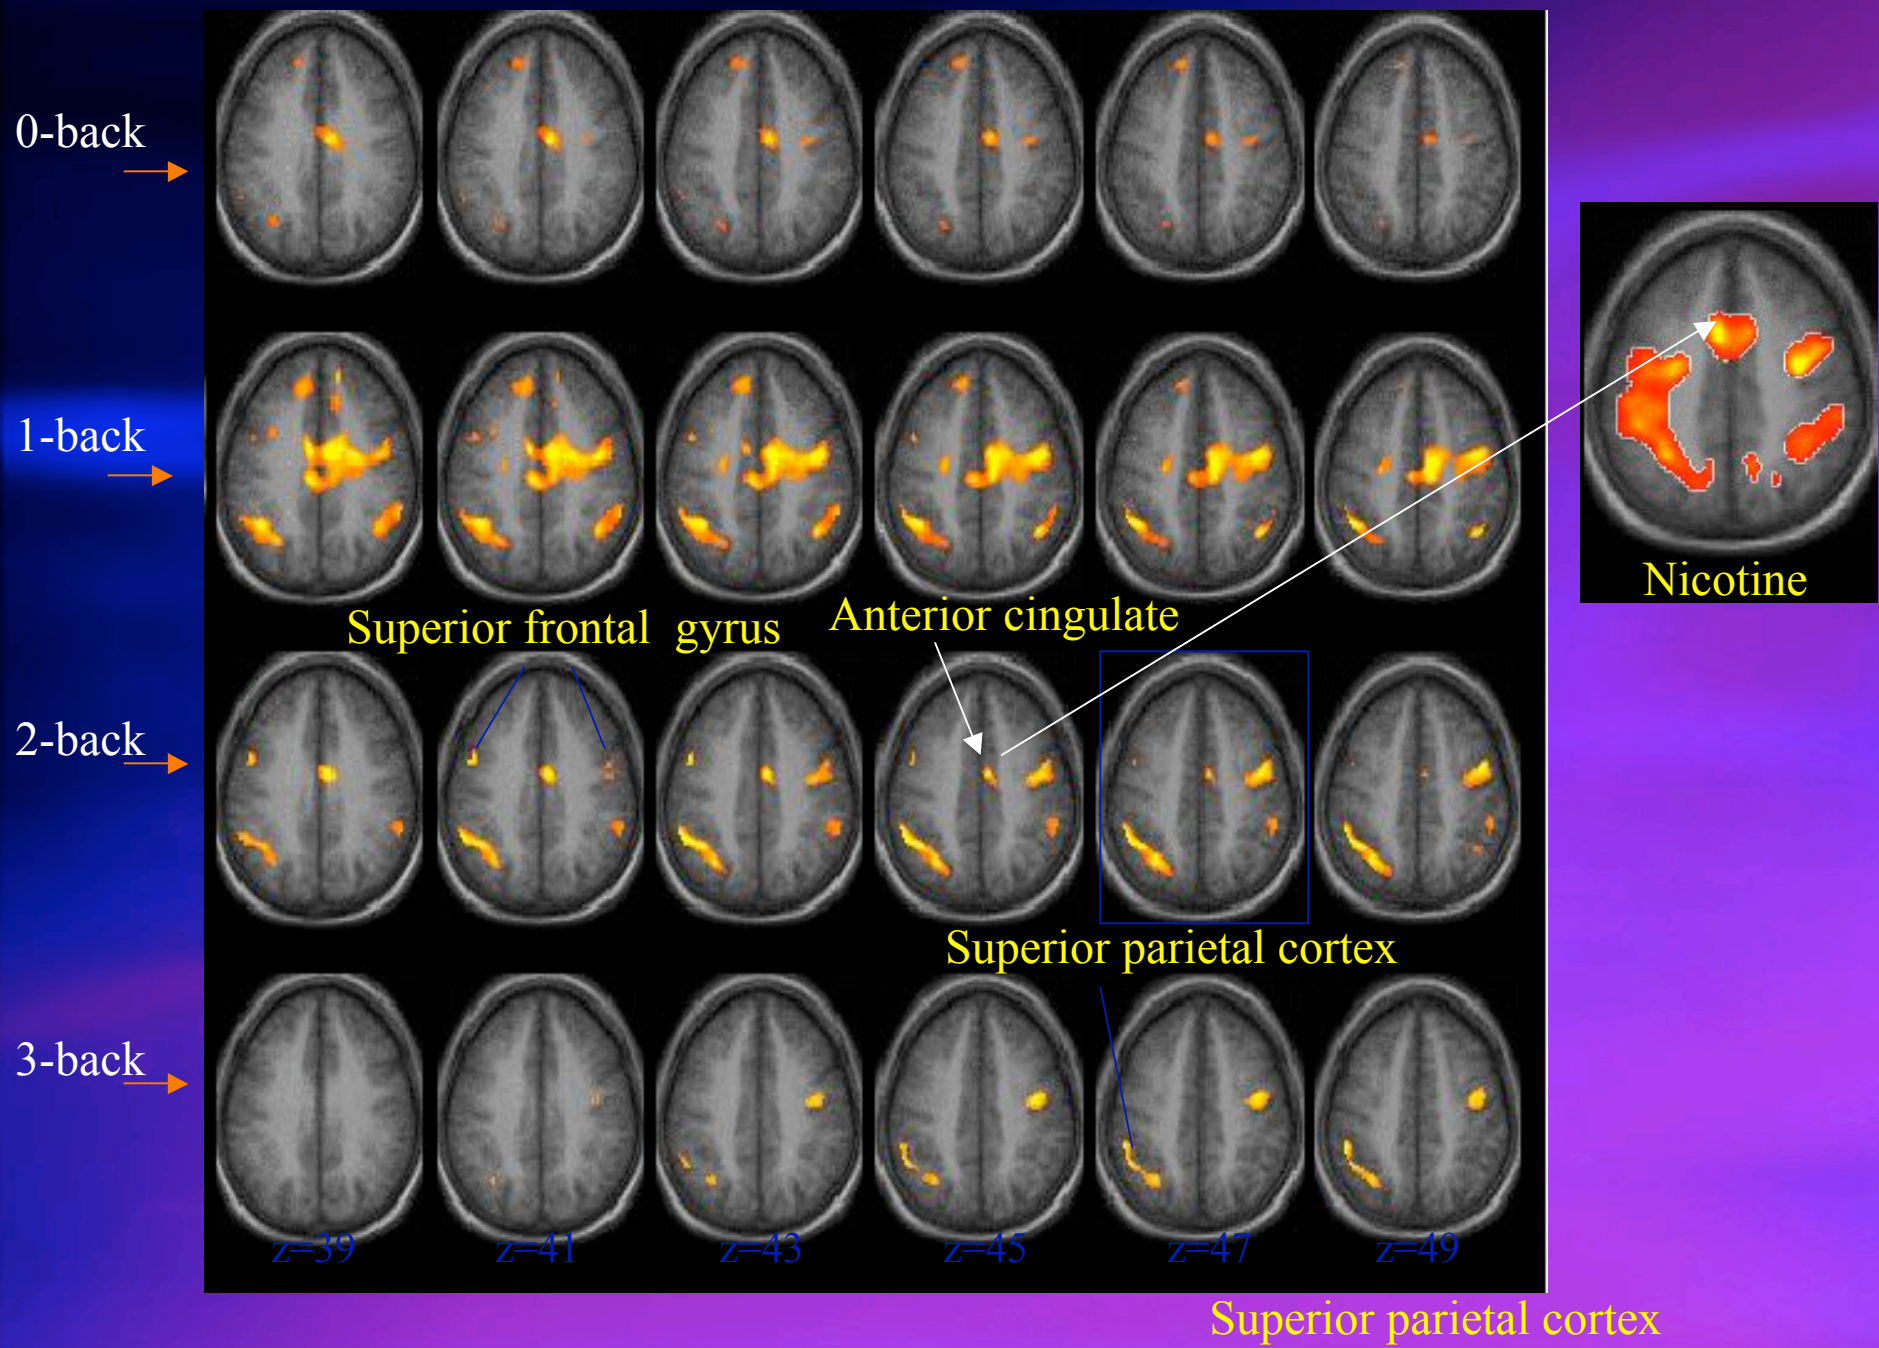 0-back
1-back
Nicotine
Superior frontal gyrus
Anterior cingulate
2-back
Superior parietal cortex
3-back
z=39 z=41 z=43 z=45 z=47 z=49
Superior parietal cortex